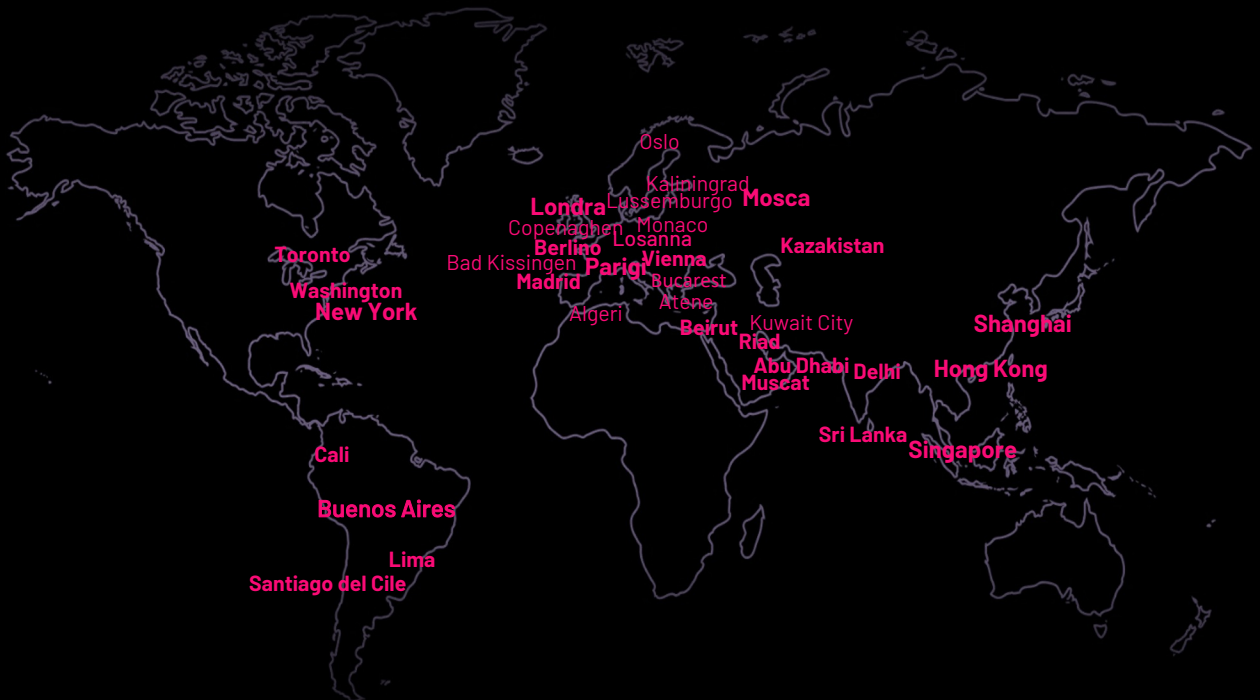 Oslo
Kaliningrad
Mosca
Lussemburgo
Londra
Copenaghen
Monaco
Losanna
Berlino
Kazakistan
Toronto
Vienna
Bad Kissingen
Parigi
Madrid
Bucarest
Washington
Atene
New York
Algeri
Kuwait City
Shanghai
Beirut
Riad
Abu Dhabi
Delhi
Hong Kong
Muscat
Sri Lanka
Singapore
Cali
Buenos Aires
Lima
Santiago del Cile